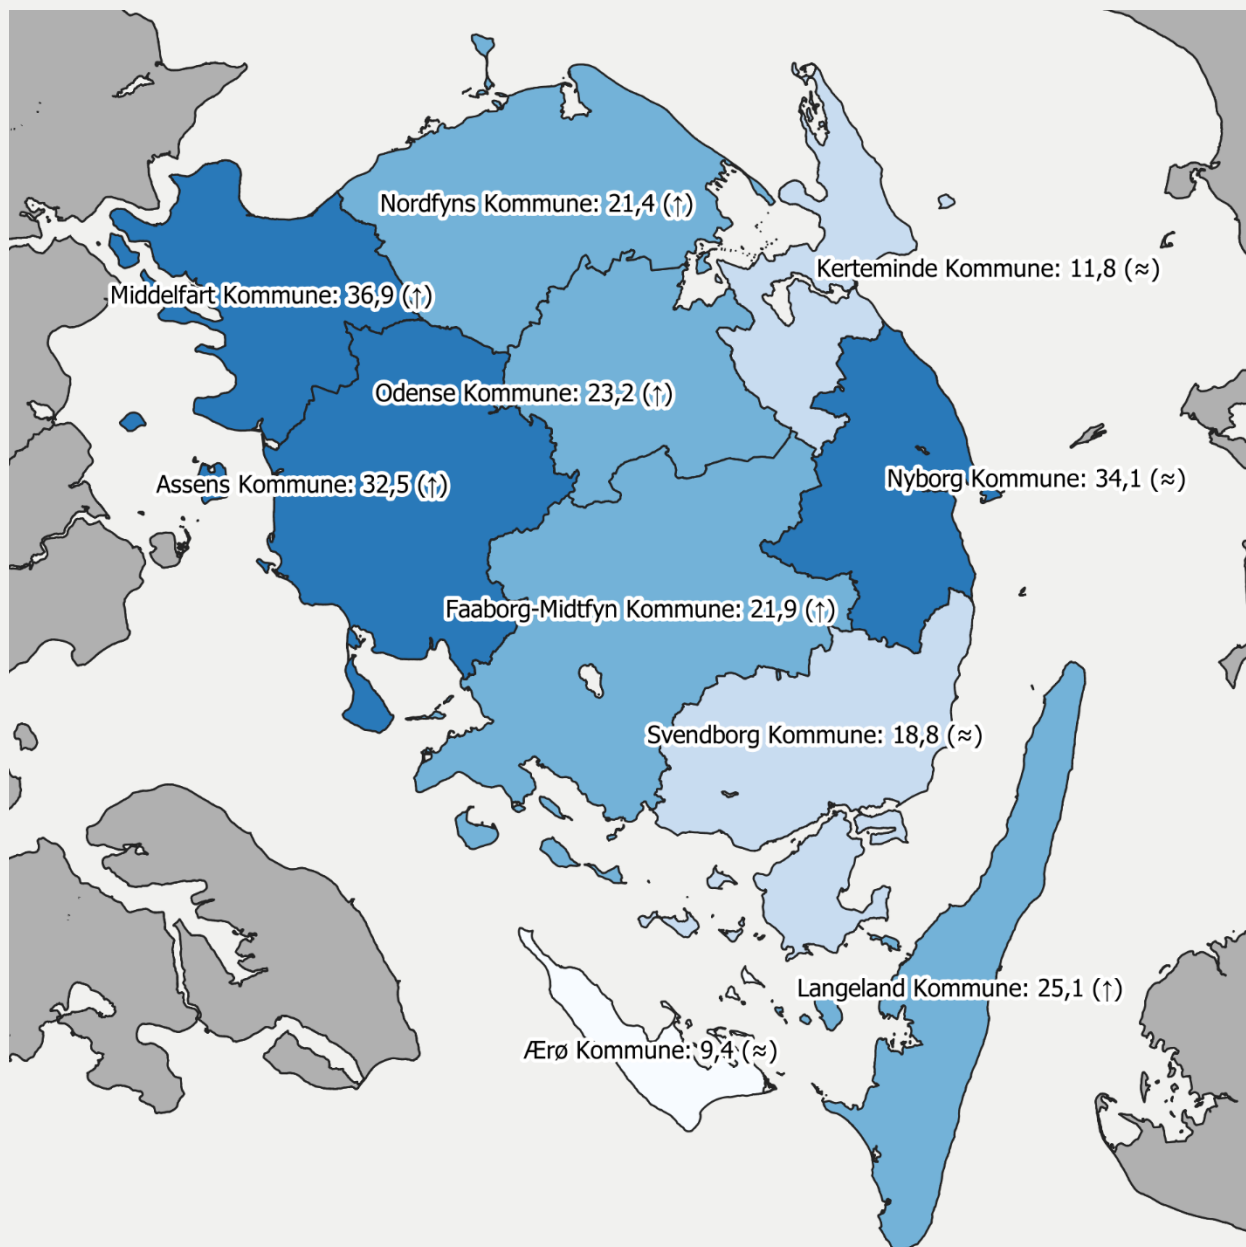 Nordfyns Kommune: 21,4 (↑)
Kerteminde Kommune: 11,8 (≈)
Middelfart Kommune: 36,9 (↑)
Odense Kommune: 23,2 (↑)
Nyborg Kommune: 34,1 (≈)
Assens Kommune: 32,5 (↑)
Faaborg-Midtfyn Kommune: 21,9 (↑)
Svendborg Kommune: 18,8 (≈)
Langeland Kommune: 25,1 (↑)
Ærø Kommune: 9,4 (≈)